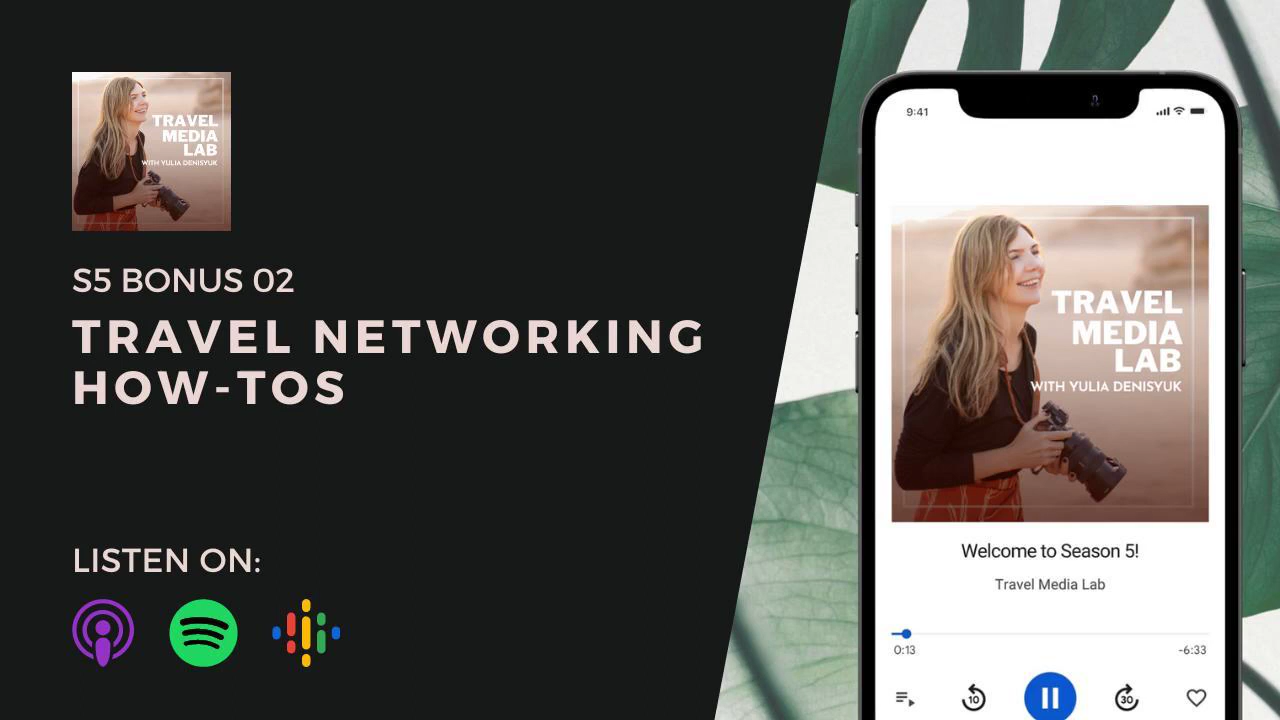 TRAVEL
MEDIA
LAB
WITH YULIA DENISYUK
S5 BONUS 02
TRAVEL NETWORKING
HOW-TOS
LISTEN ON:
9:41
TRAVEL
MEDIA
LAB
WITH YULIA DENISYUK
Welcome to Season 5!
Travel Media Lab
0:13
-6:33
10
30